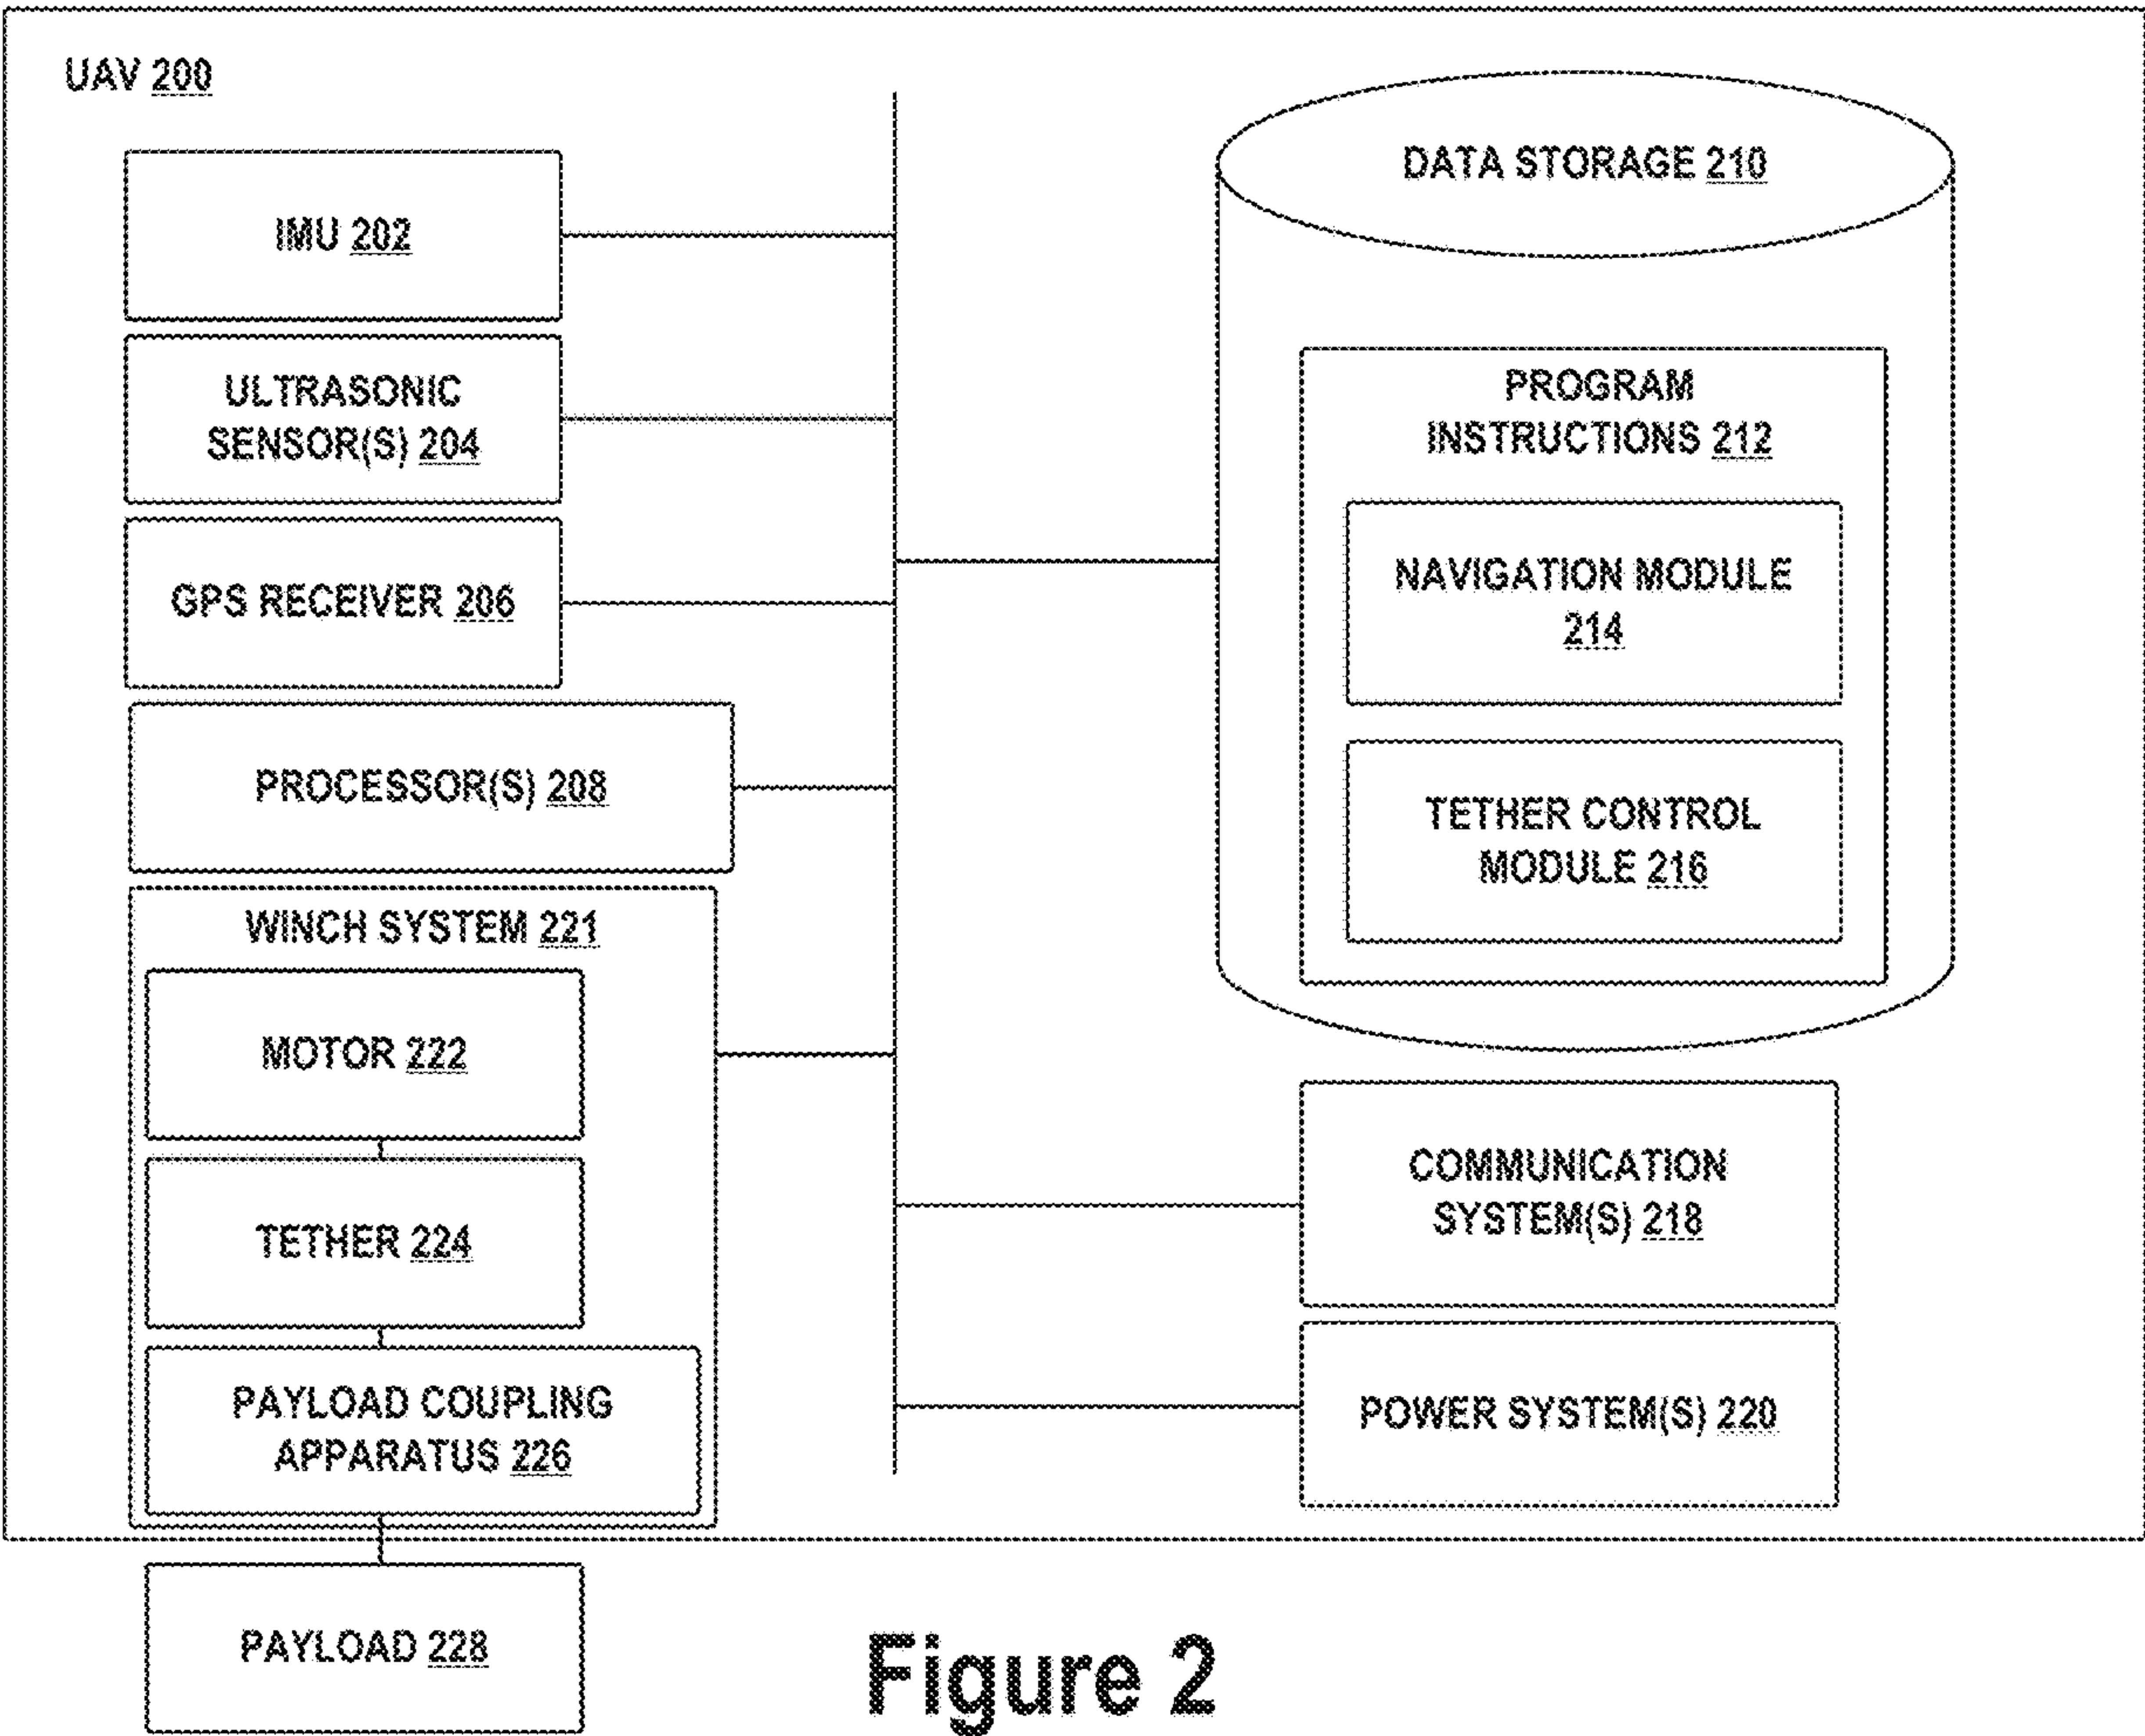 UAV 200
IMU 202
ULTRASONIC
SENSOR(S) 204
GPS RECEIVER 206
PROCESSOR(S) 208
WINCH SYSTEM 221
MOTOR 222
TETHER 224
PAYLOAD COUPLING
APPARATUS 226
PAYLOAD 228
DATA STORAGE 210
PROGRAM
INSTRUCTIONS 212
NAVIGATION MODULE
214
TETHER CONTROL
MODULE 216
COMMUNICATION
SYSTEM(S) 218
POWER SYSTEM(S) 220
Figure 2